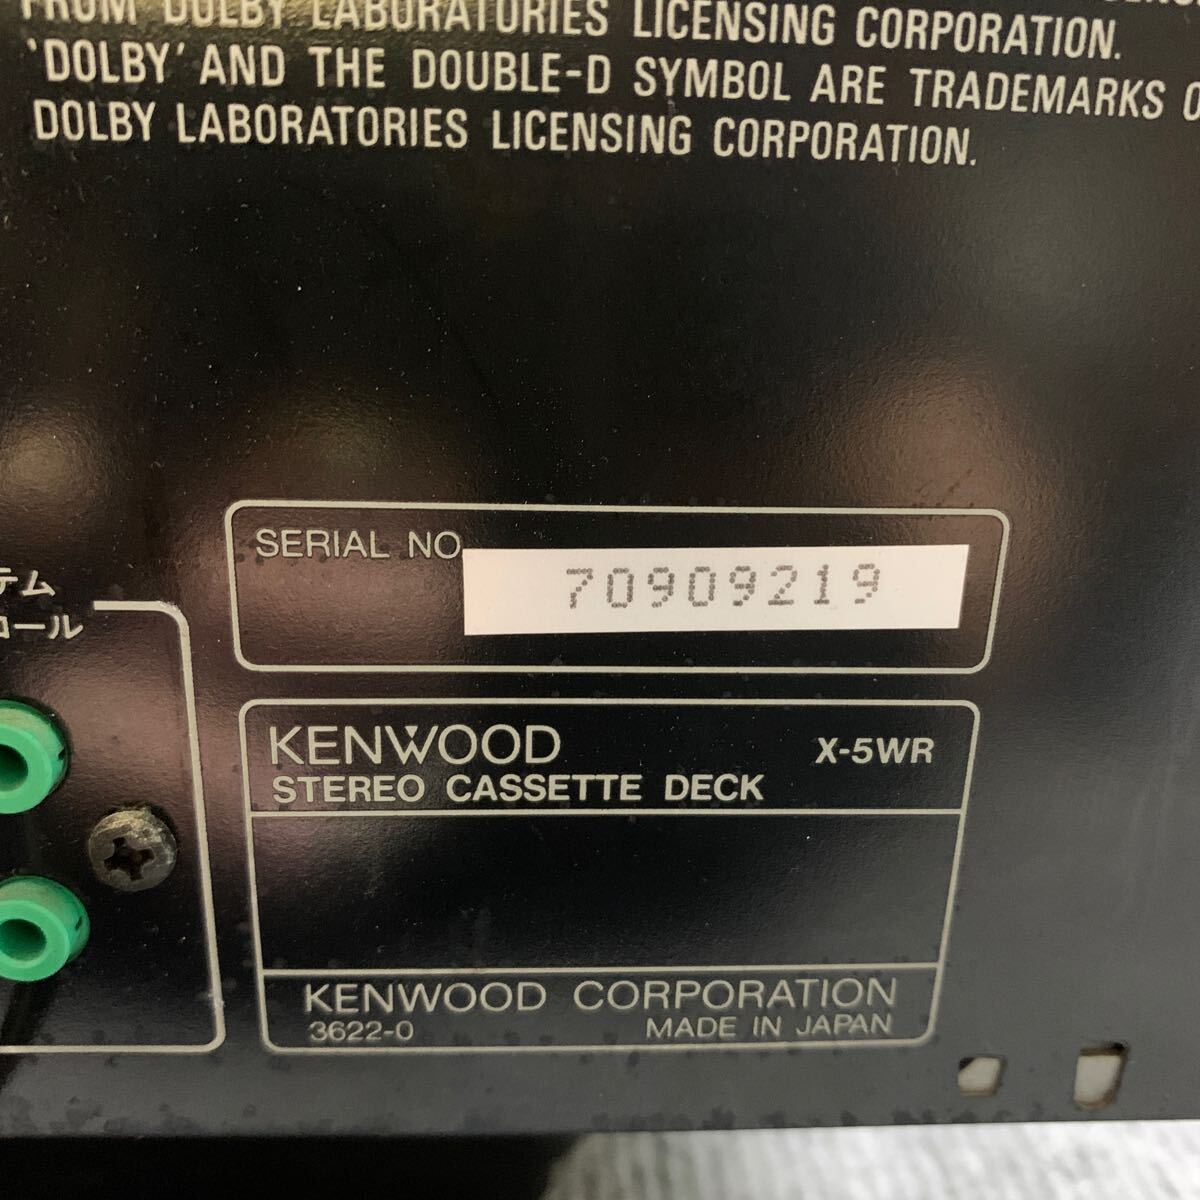 FROM DOLBY LABORATORIES LICENSING CORPORATION.
'DOLBY' AND THE DOUBLE-D SYMBOL ARE TRADEMARKS
DOLBY LABORATORIES LICENSING CORPORATION.
SERIAL NO
70909219
テム
ロール
KENWOOD X-5WR
STEREO CASSETTE DECK
KENWOOD CORPORATION
3622-0 MADE IN JAPAN